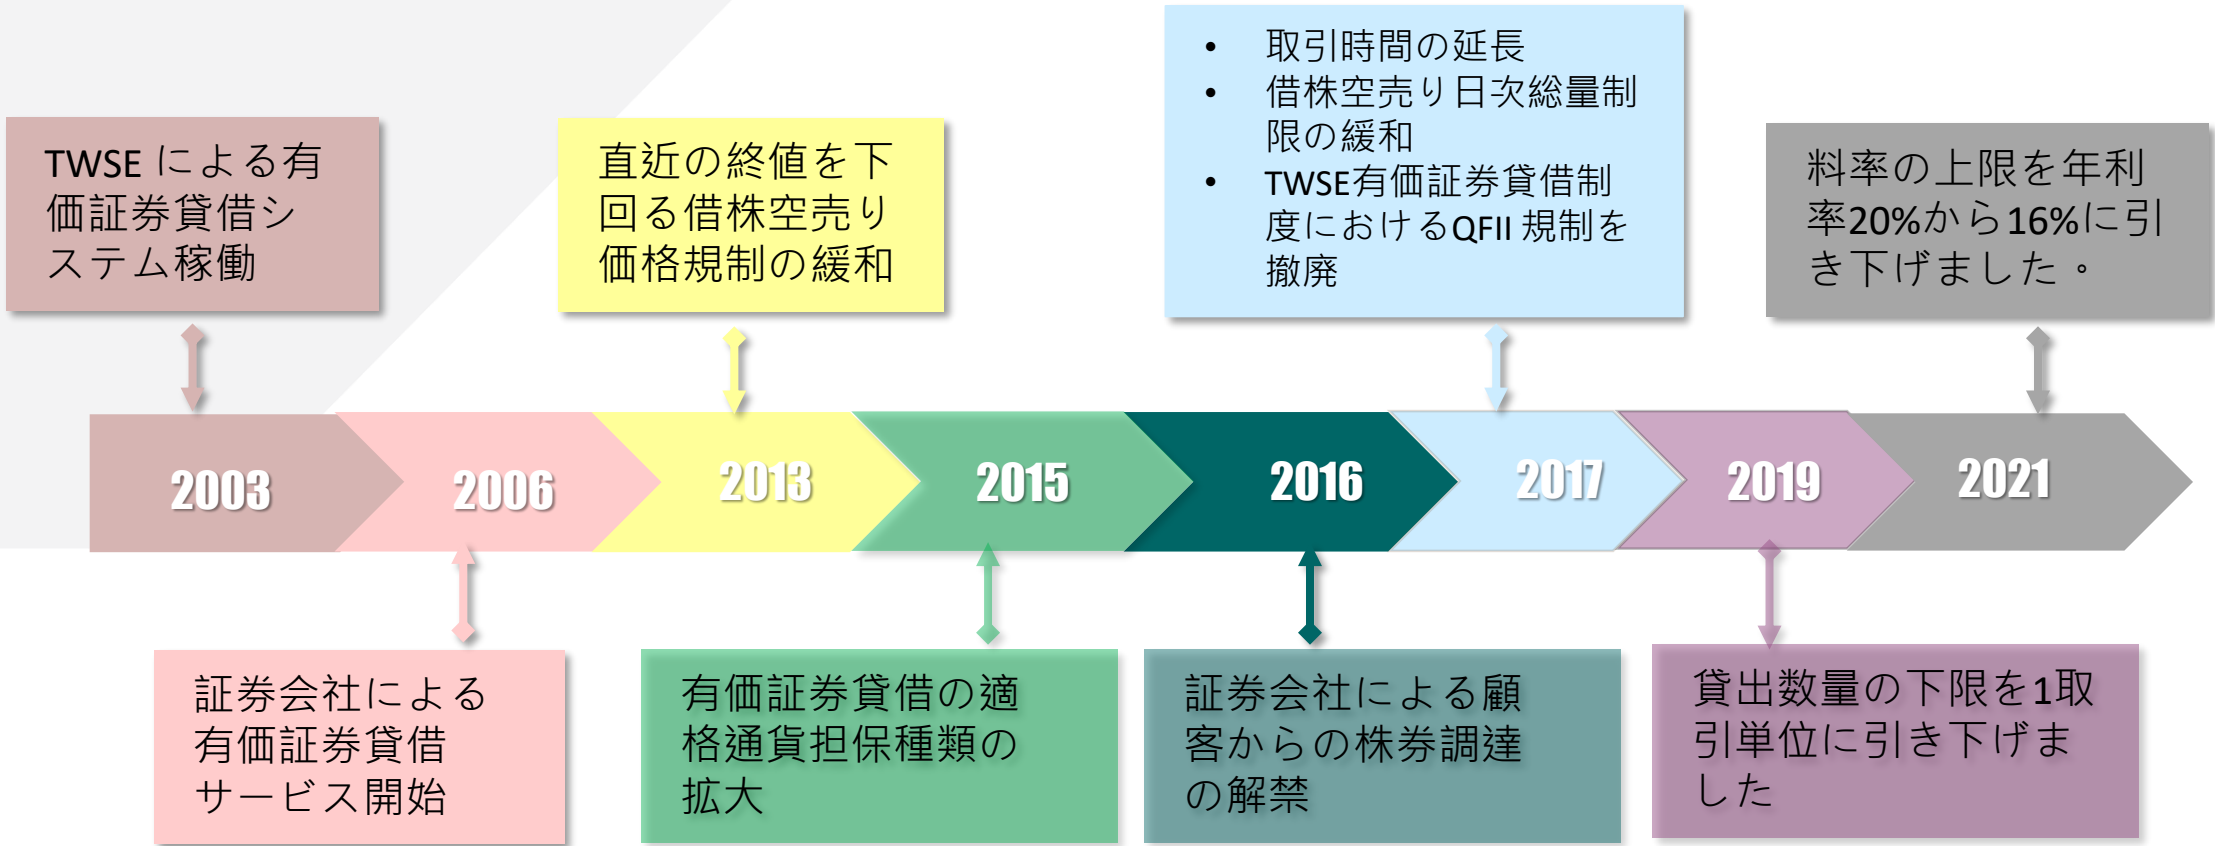 TWSE による有
価証券貸借シ
ステム稼働
直近の終値を下
回る借株空売り
価格規制の緩和
• 取引時間の延長
• 借株空売り日次総量制
限の緩和
• TWSE有価証券貸借制
度におけるQFII 規制を
撤廃
料率の上限を年利
率20%から16%に引
き下げました。
2003
2006
2013
2015
2016
2017
2019
2021
証券会社による
有価証券貸借
サービス開始
有価証券貸借の適
格通貨担保種類の
拡大
証券会社による顧
客からの株券調達
の解禁
貸出数量の下限を1取
引単位に引き下げま
した